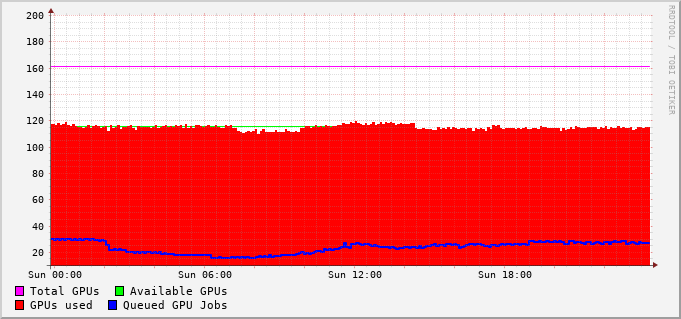 200
180
160
140
120
100
80
60
40
20
Sun 00:00 Sun 06:00 Sun 12:00 Sun 18:00
Total GPUs Available GPUs
GPUs used Queued GPU Jobs
RRDTOOL / TOBI OETIKER